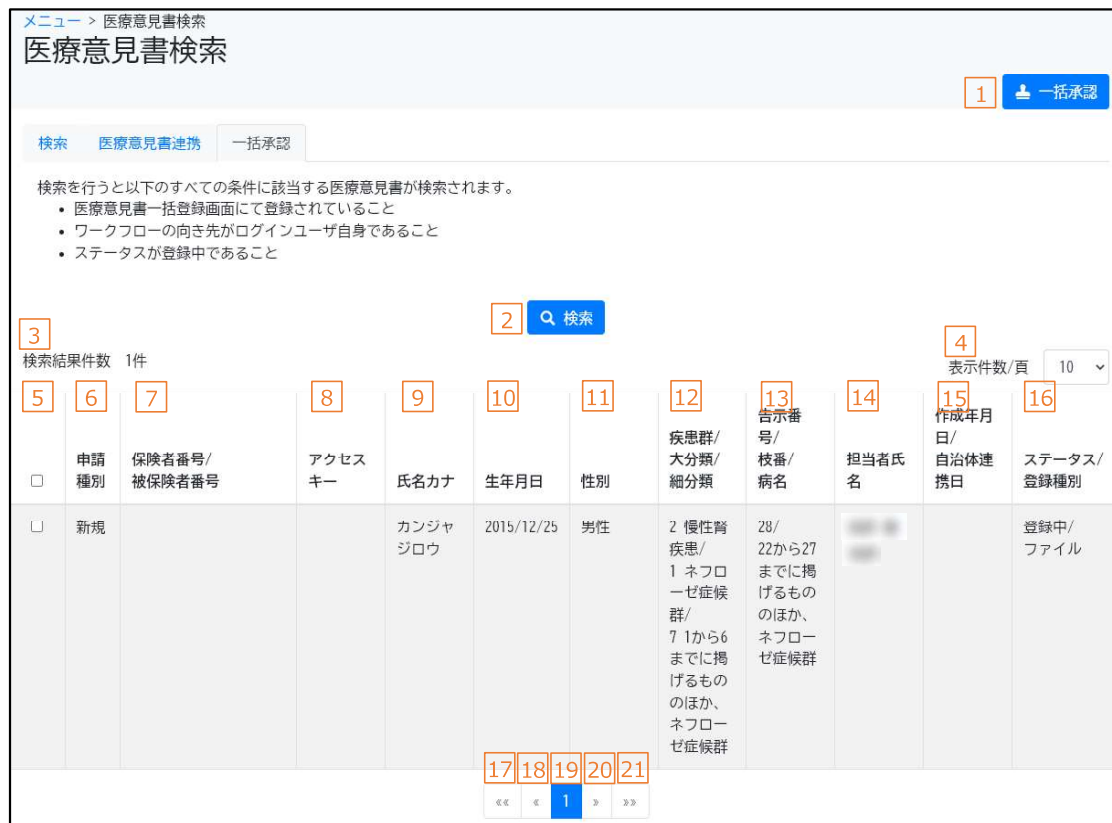 メニュー > 医療意見書検索
医療意見書検索
1 一括承認
検索 医療意見書連携 一括承認
検索を行うと以下のすべての条件に該当する医療意見書が検索されます。
• 医療意見書一括登録画面にて登録されていること
• ワークフローの向き先がログインユーザ自身であること
• ステータスが登録中であること
2 検索
3
検索結果件数 1件
4
表示件数/頁 10
5 6 7 8 9 10 11 12 13 14 15 16
申請
種別
保険者番号/
被保険者番号
アクセス
キー
氏名カナ
生年月日
性別
疾患群/
大分類/
細分類
告示番
号/
枝番/
病名
担当者氏
名
作成年月
日/
自治体連
携日
ステータス/
登録種別
新規
カンジャ
ジロウ
2015/12/25
男性
2 慢性腎
疾患/
1 ネフロ
ーゼ症候
群/
7 1から6
までに掲
げるもの
のほか、
ネフロー
ゼ症候群
28/
22から27
までに掲
げるもの
のほか、
ネフロー
ゼ症候群
登録中/
ファイル
17 18 19 20 21
«« « 1 » »»